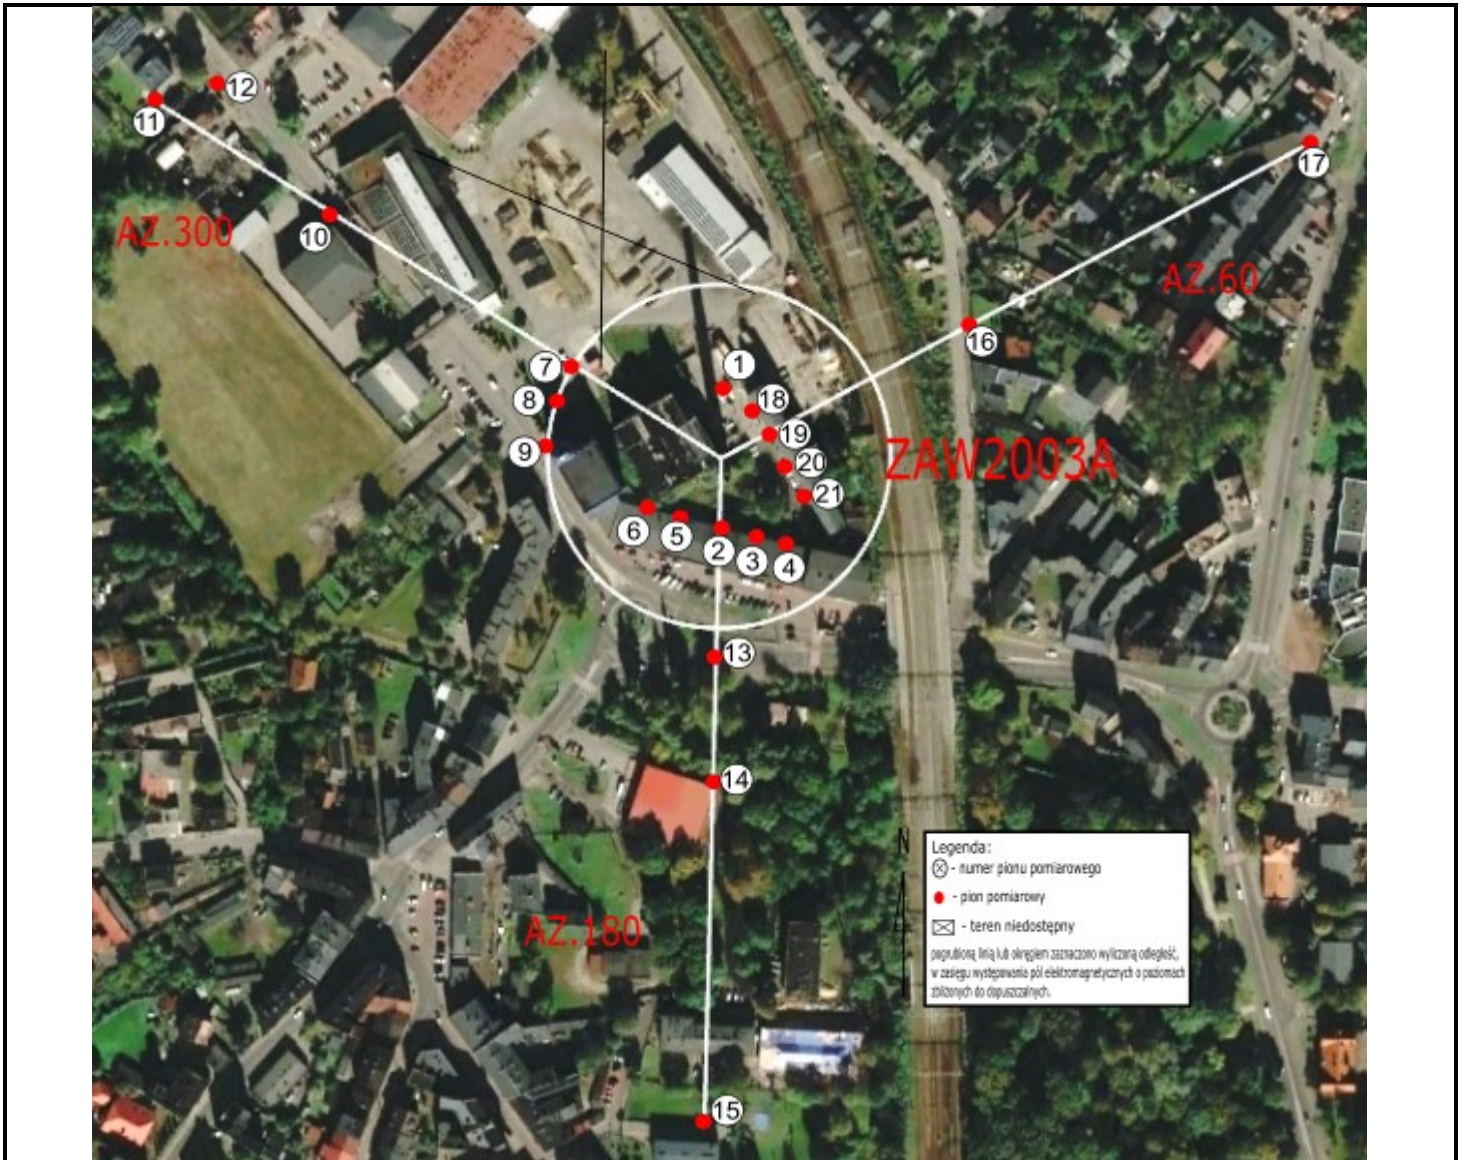 12
11
17
AZ.300
10
AZ.60
16
7
1
8
18
19
9
ZAW2003A
20
21
6
5
2
3
4
13
14
N
Legenda:
- numer pionu pomiarowego
- pion pomiarowy
- teren niedostępny
pogrubioną linią lub okręgiem zaznaczono wyliczoną odległość,
w zasięgu występowania pól elektromagnetycznych o poziomach
zbliżonych do dopuszczalnych.
AZ.180
15